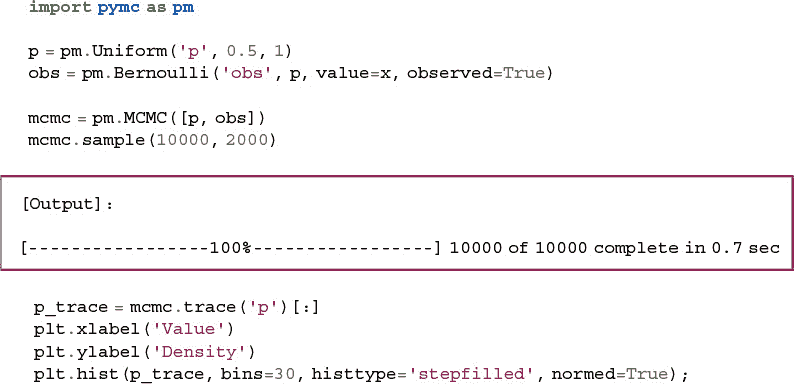 import pymc as pm
p = pm.Uniform('p', 0.5, 1)
obs = pm.Bernoulli('obs', p, value=x, observed=True)
mcmc = pm.MCMC([p, obs])
mcmc.sample(10000, 2000)
[Output]:
[-----------------100%-----------------] 10000 of 10000 complete in 0.7 sec
p_trace = mcmc.trace('p')[:]
plt.xlabel('Value')
plt.ylabel('Density')
plt.hist(p_trace, bins=30, histtype='stepfilled', normed=True);